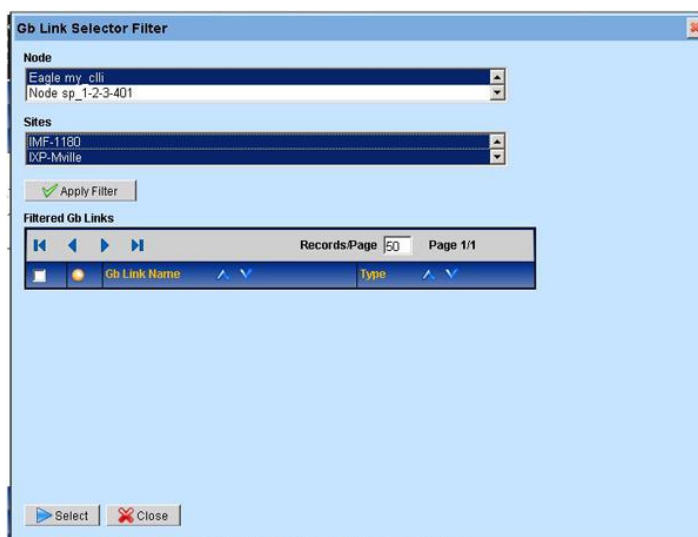 Gb Link Selector Filter
Node
Eagle my_clli
Node sp_1-2-3-401
Sites
IMF-1180
IXP-Mville
Apply Filter
Filtered Gb Links
Records/Page 50 Page 1/1
Gb Link Name Type
Select Close